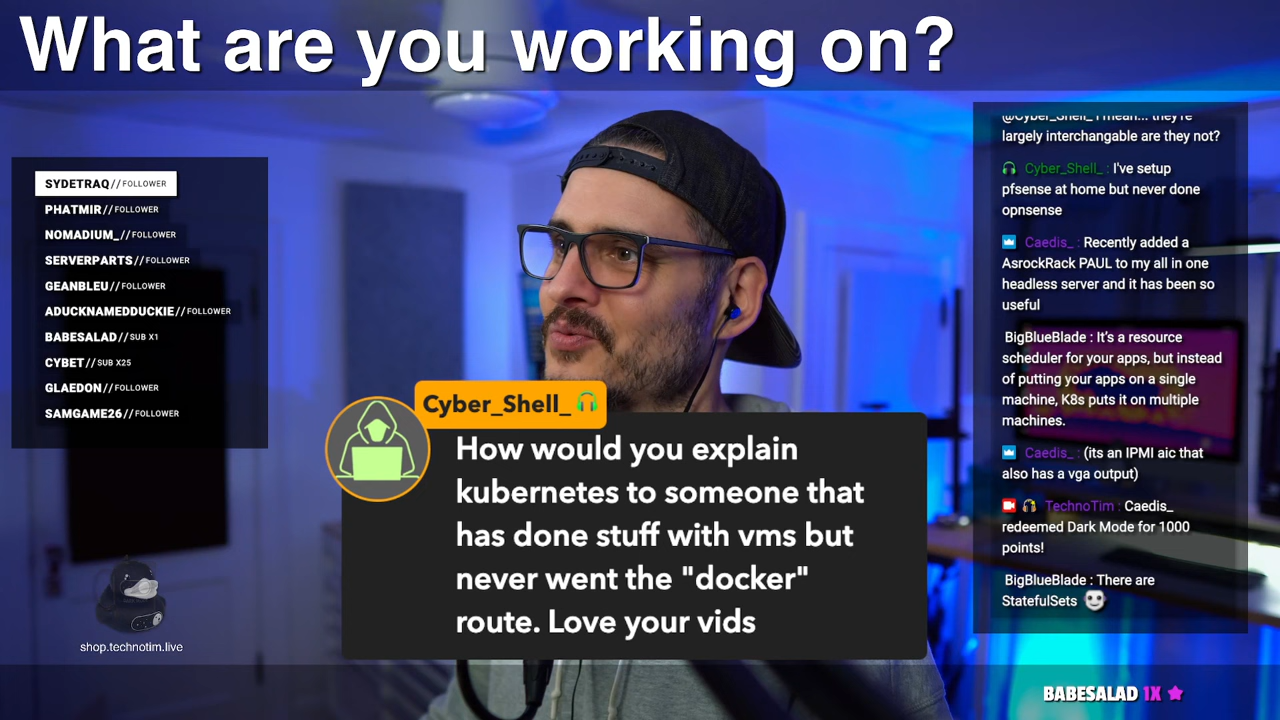 What are you working on?
SYDETRAQ//FOLLOWER
PHATMIR//FOLLOWER
NOMADIUM_//FOLLOWER
SERVERPARTS//FOLLOWER
GEANBLEU//FOLLOWER
ADUCKNAMEDDUCKIE//FOLLOWER
BABESALAD//SUB X1
CYBET//SUB X25
GLAEDON//FOLLOWER
SAMGAME26//FOLLOWER
shop.technotim.live
Cyber_Shell_
How would you explain
kubernetes to someone that
has done stuff with vms but
never went the "docker"
route. Love your vids
@Cyber_Shell_ I mean... they're
largely interchangable are they not?
Cyber_Shell_ : I've setup
pfsense at home but never done
opnsense
Caedis_ : Recently added a
AsrockRack PAUL to my all in one
headless server and it has been so
useful
BigBlueBlade : It's a resource
scheduler for your apps, but instead
of putting your apps on a single
machine, K8s puts it on multiple
machines.
Caedis_ : (its an IPMI aic that
also has a vga output)
TechnoTim : Caedis_
redeemed Dark Mode for 1000
points!
BigBlueBlade : There are
StatefulSets
BABESALAD 1X